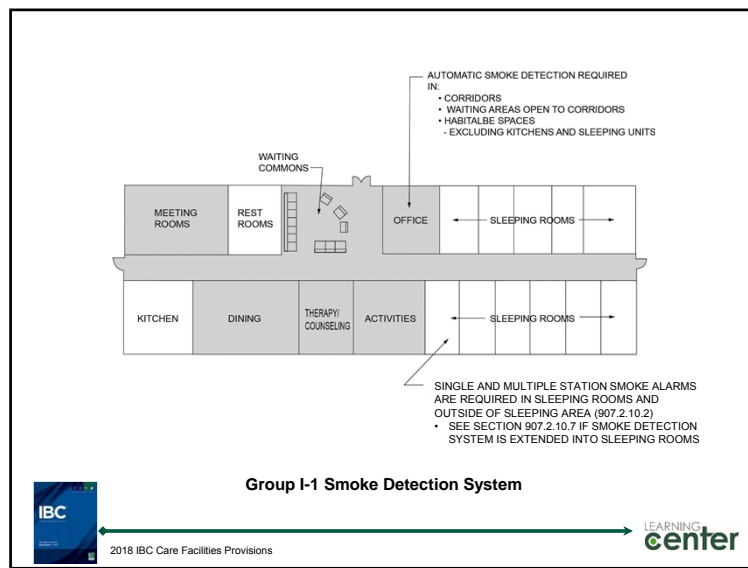 AUTOMATIC SMOKE DETECTION REQUIRED
IN:
• CORRIDORS
• WAITING AREAS OPEN TO CORRIDORS
• HABITALBE SPACES
- EXCLUDING KITCHENS AND SLEEPING UNITS
WAITING
COMMONS
MEETING
ROOMS
REST
ROOMS
OFFICE
SLEEPING ROOMS
KITCHEN
DINING
THERAPY/
COUNSELING
ACTIVITIES
SLEEPING ROOMS
SINGLE AND MULTIPLE STATION SMOKE ALARMS
ARE REQUIRED IN SLEEPING ROOMS AND
OUTSIDE OF SLEEPING AREA (907.2.10.2)
• SEE SECTION 907.2.10.7 IF SMOKE DETECTION
SYSTEM IS EXTENDED INTO SLEEPING ROOMS
Group I-1 Smoke Detection System
IBC
2018 IBC Care Facilities Provisions
LEARNING
center